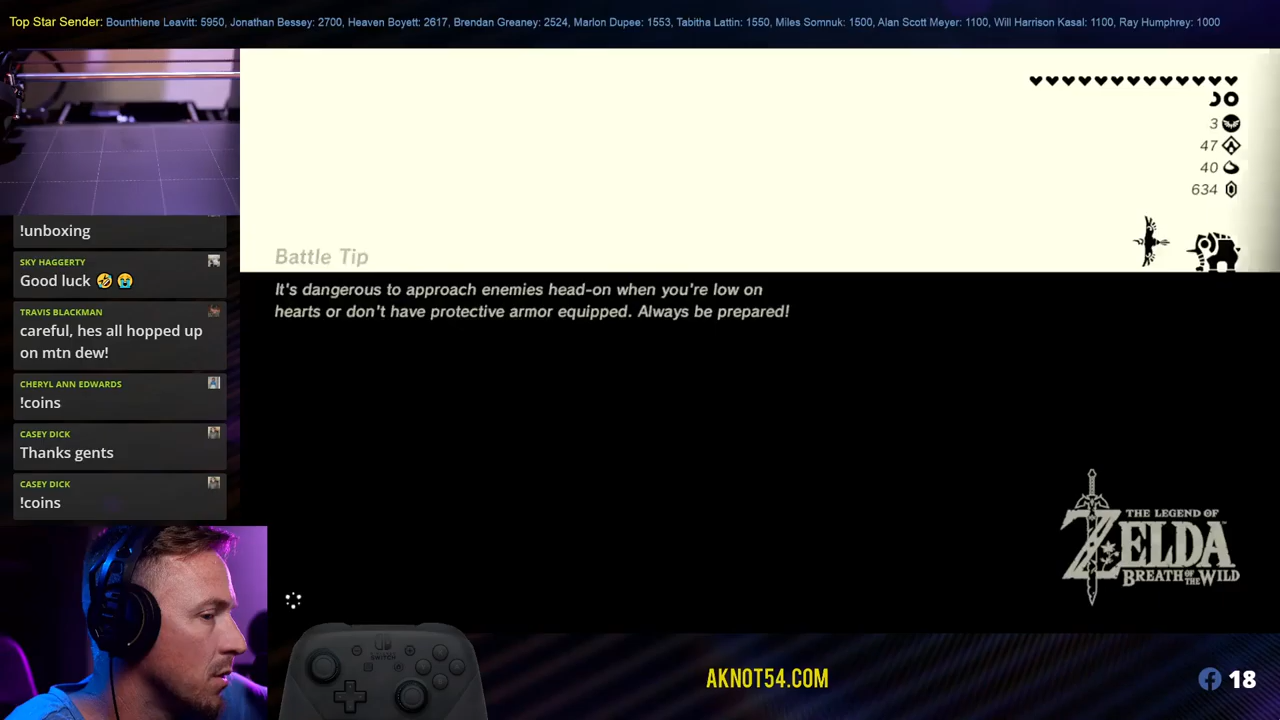 Top Star Sender: Bounthiene Leavitt: 5950, Jonathan Bessey: 2700, Heaven Boyett: 2617, Brendan Greaney: 2524, Marlon Dupee: 1553, Tabitha Lattin: 1550, Miles Somnuk: 1500, Alan Scott Meyer: 1100, Will Harrison Kasal: 1100, Ray Humphrey: 1000
3
47
40
634
!unboxing
SKY HAGGERTY
Good luck 🤣 😭
TRAVIS BLACKMAN
careful, hes all hopped up
on mtn dew!
CHERYL ANN EDWARDS
!coins
CASEY DICK
Thanks gents
CASEY DICK
!coins
Battle Tip
It's dangerous to approach enemies head-on when you're low on
hearts or don't have protective armor equipped. Always be prepared!
THE LEGEND OF
ZELDA
BREATH OF THE WILD
SWITCH
AKNOT54.COM
18